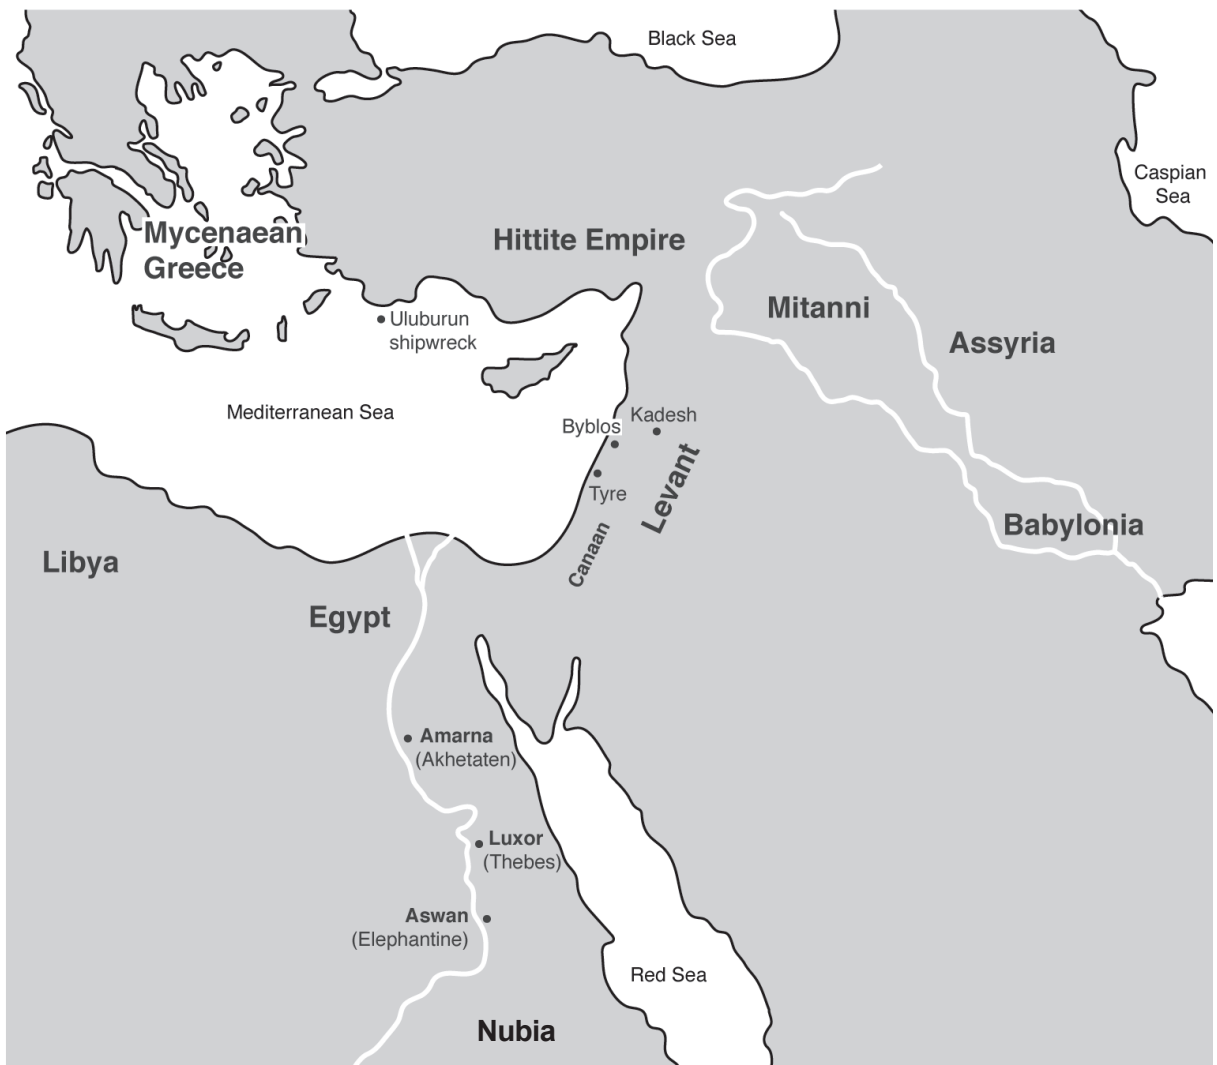 Black Sea
Caspian
Sea
Mycenaean
Greece
Hittite Empire
Mitanni
Assyria
Uluburun
shipwreck
Mediterranean Sea
Byblos
Kadesh
Tyre
Levant
Canaan
Babylonia
Libya
Egypt
Amarna
(Akhetaten)
Luxor
(Thebes)
Aswan
(Elephantine)
Red Sea
Nubia